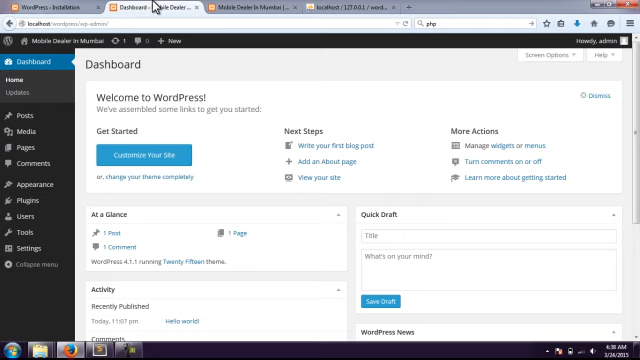 WordPress › Installation
Dashboard ‹ Mobile Dealer ...
Mobile Dealer In Mumbai | ...
localhost / 127.0.0.1 / word...
localhost/wordpress/wp-admin/
php
Mobile Dealer In Mumbai
1
0
+ New
Howdy, admin
Dashboard
Home
Updates
Posts
Media
Pages
Comments
Appearance
Plugins
Users
Tools
Settings
Collapse menu
Screen Options
Help
Dashboard
Welcome to WordPress!
We've assembled some links to get you started:
Dismiss
Get Started
Customize Your Site
or, change your theme completely
Next Steps
Write your first blog post
Add an About page
View your site
More Actions
Manage widgets or menus
Turn comments on or off
Learn more about getting started
At a Glance
1 Post
1 Page
1 Comment
WordPress 4.1.1 running Twenty Fifteen theme.
Activity
Recently Published
Today, 11:07 pm
Hello world!
Comments
Quick Draft
Title
What's on your mind?
Save Draft
WordPress News
4:38 AM
3/24/2015